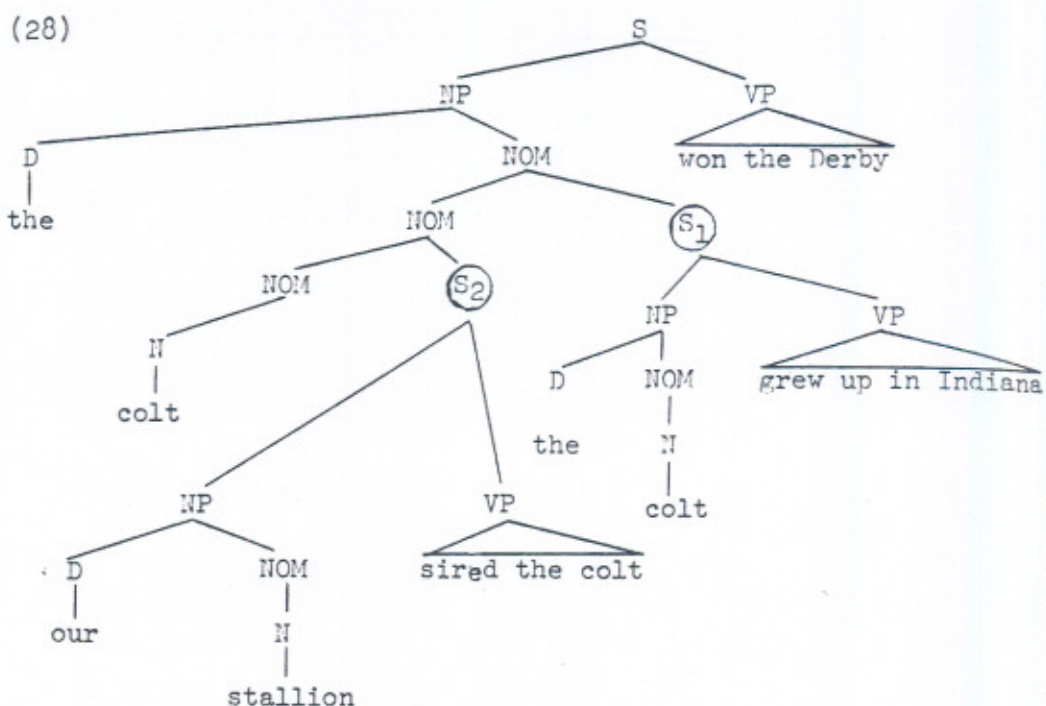 (28)
S
NP VP
D NOM won the Derby
the
NOM S1
NOM S2
NP VP
N
D NOM grew up in Indiana
colt
the N
NP VP colt
D NOM sired the colt
our N
stallion